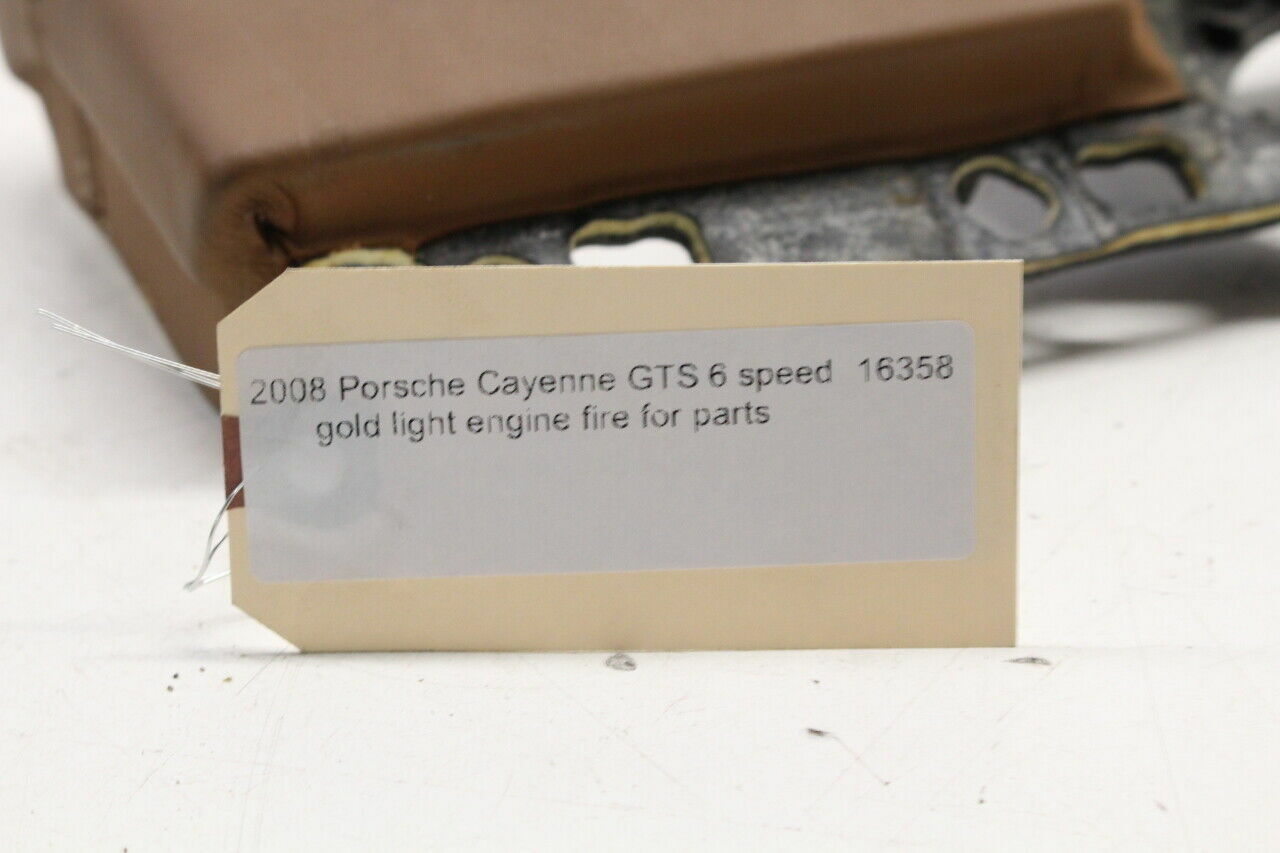 2008 Porsche Cayenne GTS 6 speed 16358
gold light engine fire for parts